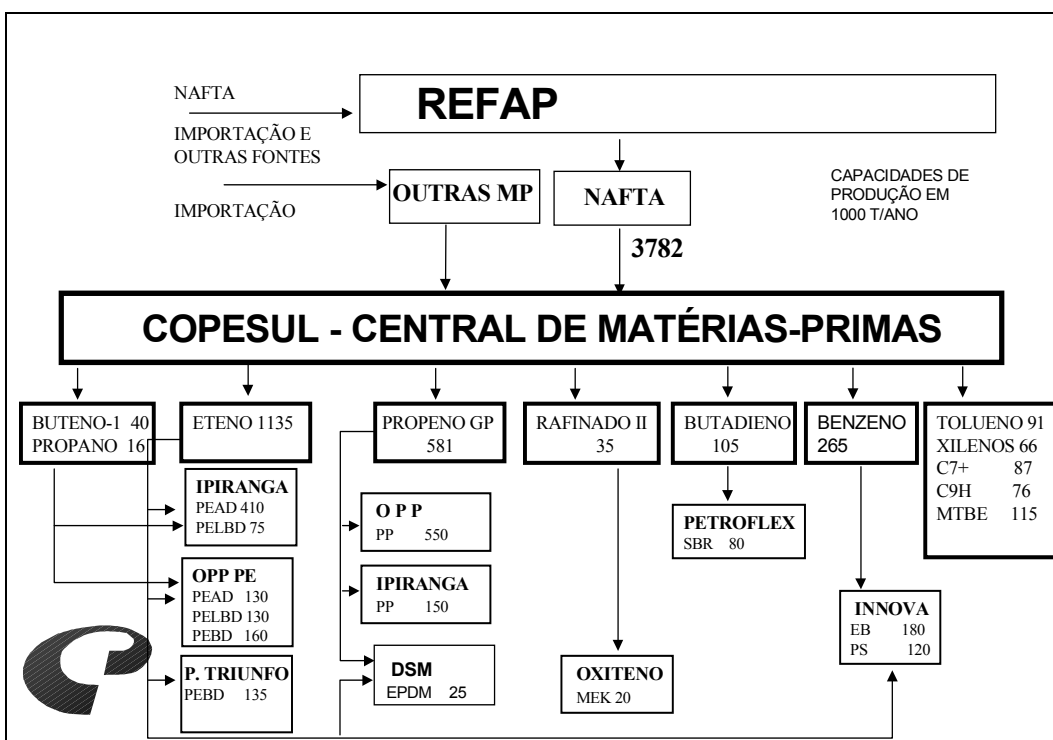 REFAP
NAFTA
IMPORTAÇÃO E
OUTRAS FONTES
IMPORTAÇÃO
OUTRAS MP
NAFTA
CAPACIDADES DE
PRODUÇÃO EM
1000 T/ANO
3782
COPESUL - CENTRAL DE MATÉRIAS-PRIMAS
BUTENO-1 40
PROPANO 16
ETENO 1135
PROPENO GP
581
RAFINADO II
35
BUTADIENO
105
BENZENO
265
TOLUENO 91
XILENOS 66
C7+ 87
C9H 76
MTBE 115
IPIRANGA
PEAD 410
PELBD 75
OPP PE
PEAD 130
PELBD 130
PEBD 160
P. TRIUNFO
PEBD 135
O P P
PP 550
IPIRANGA
PP 150
DSM
EPDM 25
OXITENO
MEK 20
PETROFLEX
SBR 80
INNOVA
EB 180
PS 120